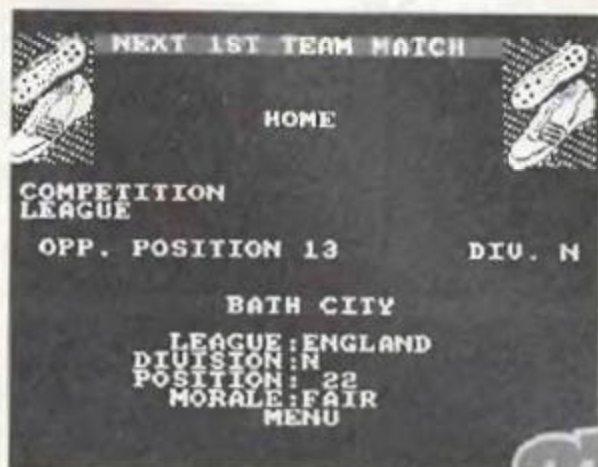 NEXT 1ST TEAM MATCH
HOME
COMPETITION
LEAGUE
OPP. POSITION 13 DIV. N
BATH CITY
LEAGUE:ENGLAND
DIVISION:N
POSITION: 22
MORALE:FAIR
MENU